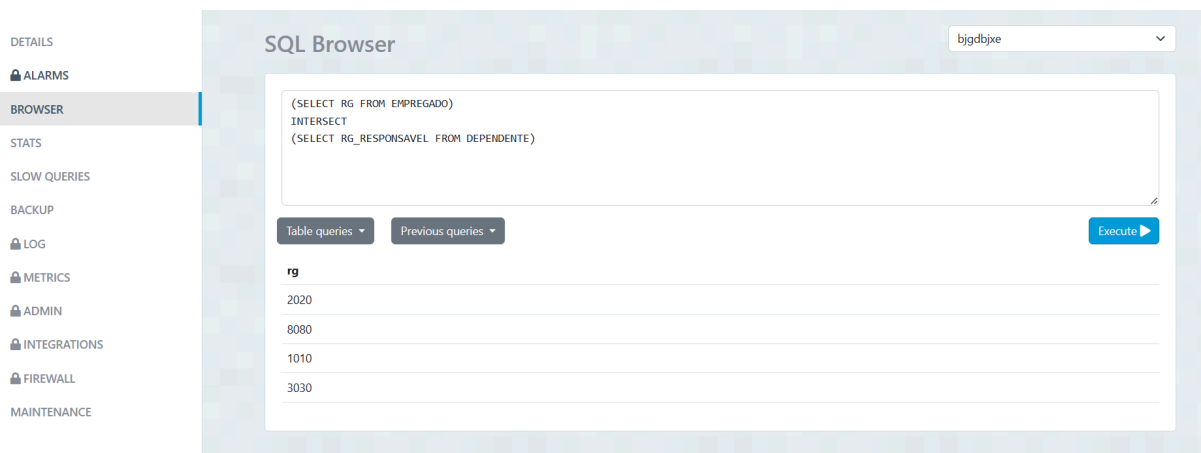 DETAILS
ALARMS
BROWSER
STATS
SLOW QUERIES
BACKUP
LOG
METRICS
ADMIN
INTEGRATIONS
FIREWALL
MAINTENANCE
SQL Browser
bjgdbjxe
(SELECT RG FROM EMPREGADO)
INTERSECT
(SELECT RG_RESPONSAVEL FROM DEPENDENTE)
Table queries
Previous queries
Execute
rg
2020
8080
1010
3030